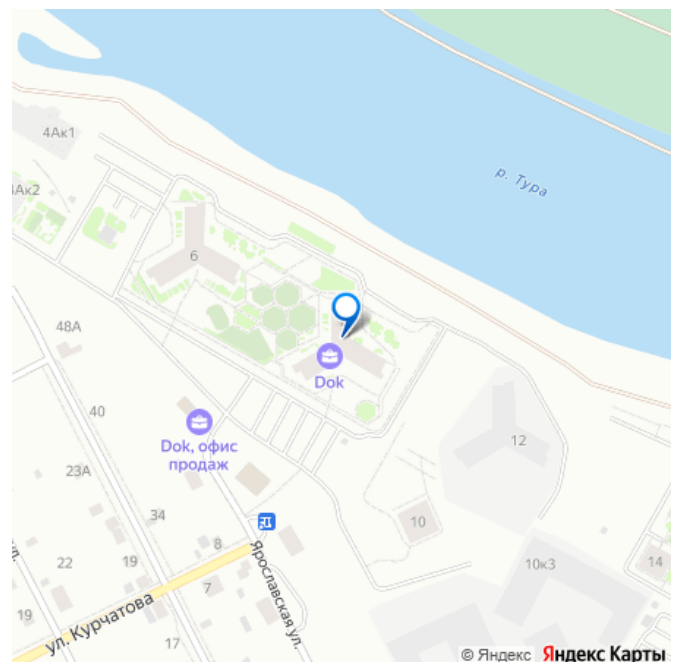 4Ак1
р. Тура
4Ак2
6
48А
Dok
40
12
Dok, офис
продаж
23А
34
10
8
22
19
14
10к3
7
19
ул. Курчатова
Ярославская ул.
17
© Яндекс Яндекс Карты